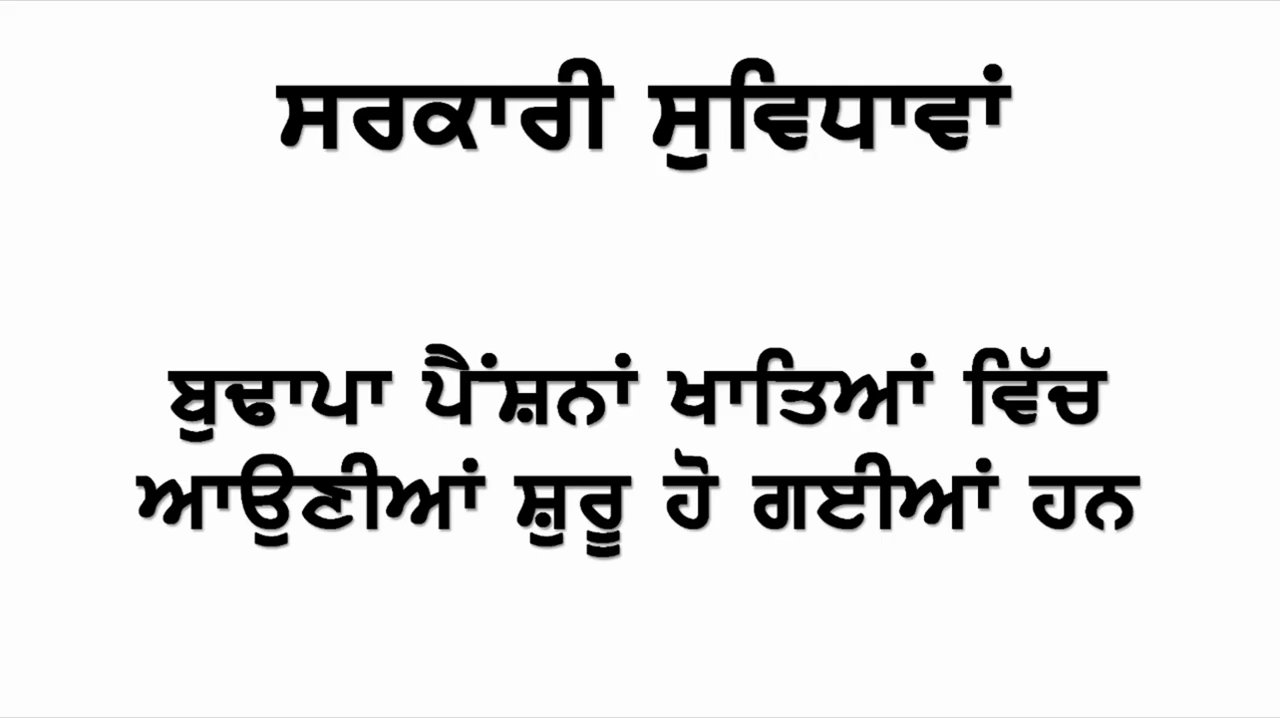 ਸਰਕਾਰੀ ਸੁਵਿਧਾਵਾਂ
ਬੁਢਾਪਾ ਪੈਂਸ਼ਨਾਂ ਖਾਤਿਆਂ ਵਿੱਚ
ਆਉਣੀਆਂ ਸ਼ੁਰੂ ਹੋ ਗਈਆਂ ਹਨ